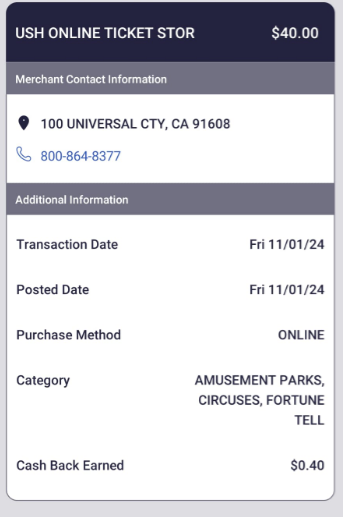 USH ONLINE TICKET STOR $40.00
Merchant Contact Information
100 UNIVERSAL CTY, CA 91608
800-864-8377
Additional Information
Transaction Date Fri 11/01/24
Posted Date Fri 11/01/24
Purchase Method ONLINE
Category AMUSEMENT PARKS,
CIRCUSES, FORTUNE
TELL
Cash Back Earned $0.40